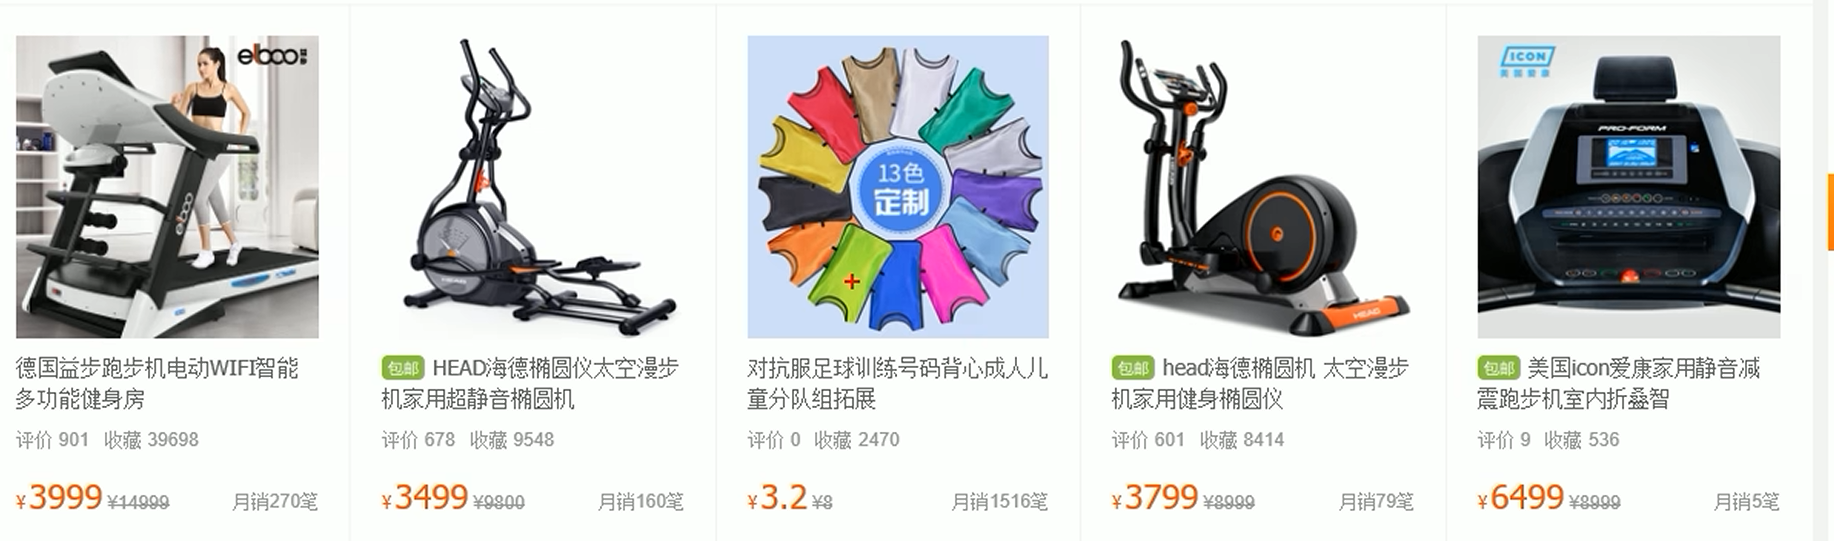 elboo
elboo
HEAD
13色
定制
HEAD
ICON
美国爱康
PRO-FORM
德国益步跑步机电动WIFI智能
多功能健身房
评价 901 收藏 39698
¥3999 ¥14999 月销270笔
包邮 HEAD海德椭圆仪太空漫步
机家用超静音椭圆机
评价 678 收藏 9548
¥3499 ¥9800 月销160笔
对抗服足球训练号码背心成人儿
童分队组拓展
评价 0 收藏 2470
¥3.2 ¥8 月销1516笔
包邮 head海德椭圆机 太空漫步
机家用健身椭圆仪
评价 601 收藏 8414
¥3799 ¥8999 月销79笔
包邮 美国icon爱康家用静音减
震跑步机室内折叠智
评价 9 收藏 536
¥6499 ¥8999 月销5笔